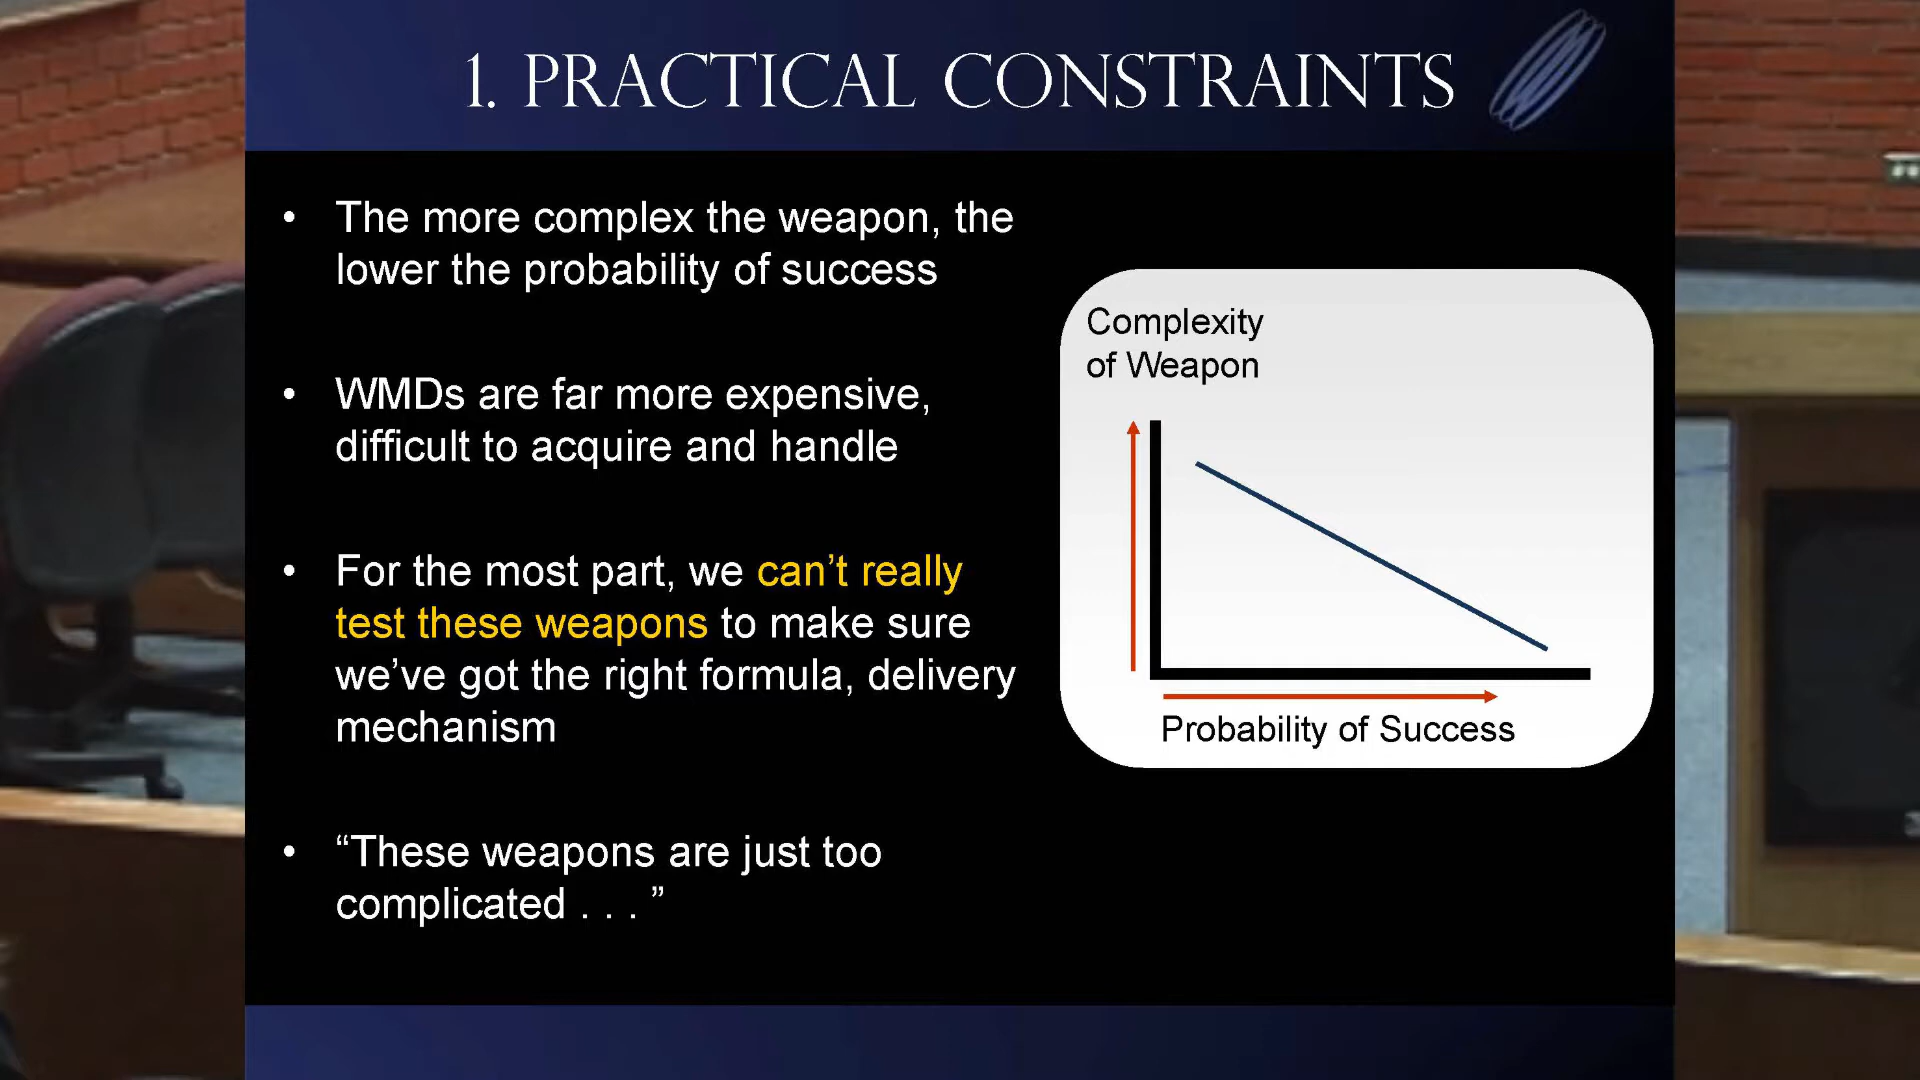 1. PRACTICAL CONSTRAINTS
• The more complex the weapon, the
lower the probability of success
• WMDs are far more expensive,
difficult to acquire and handle
• For the most part, we can’t really
test these weapons to make sure
we’ve got the right formula, delivery
mechanism
• “These weapons are just too
complicated . . . ”
Complexity
of Weapon
Probability of Success